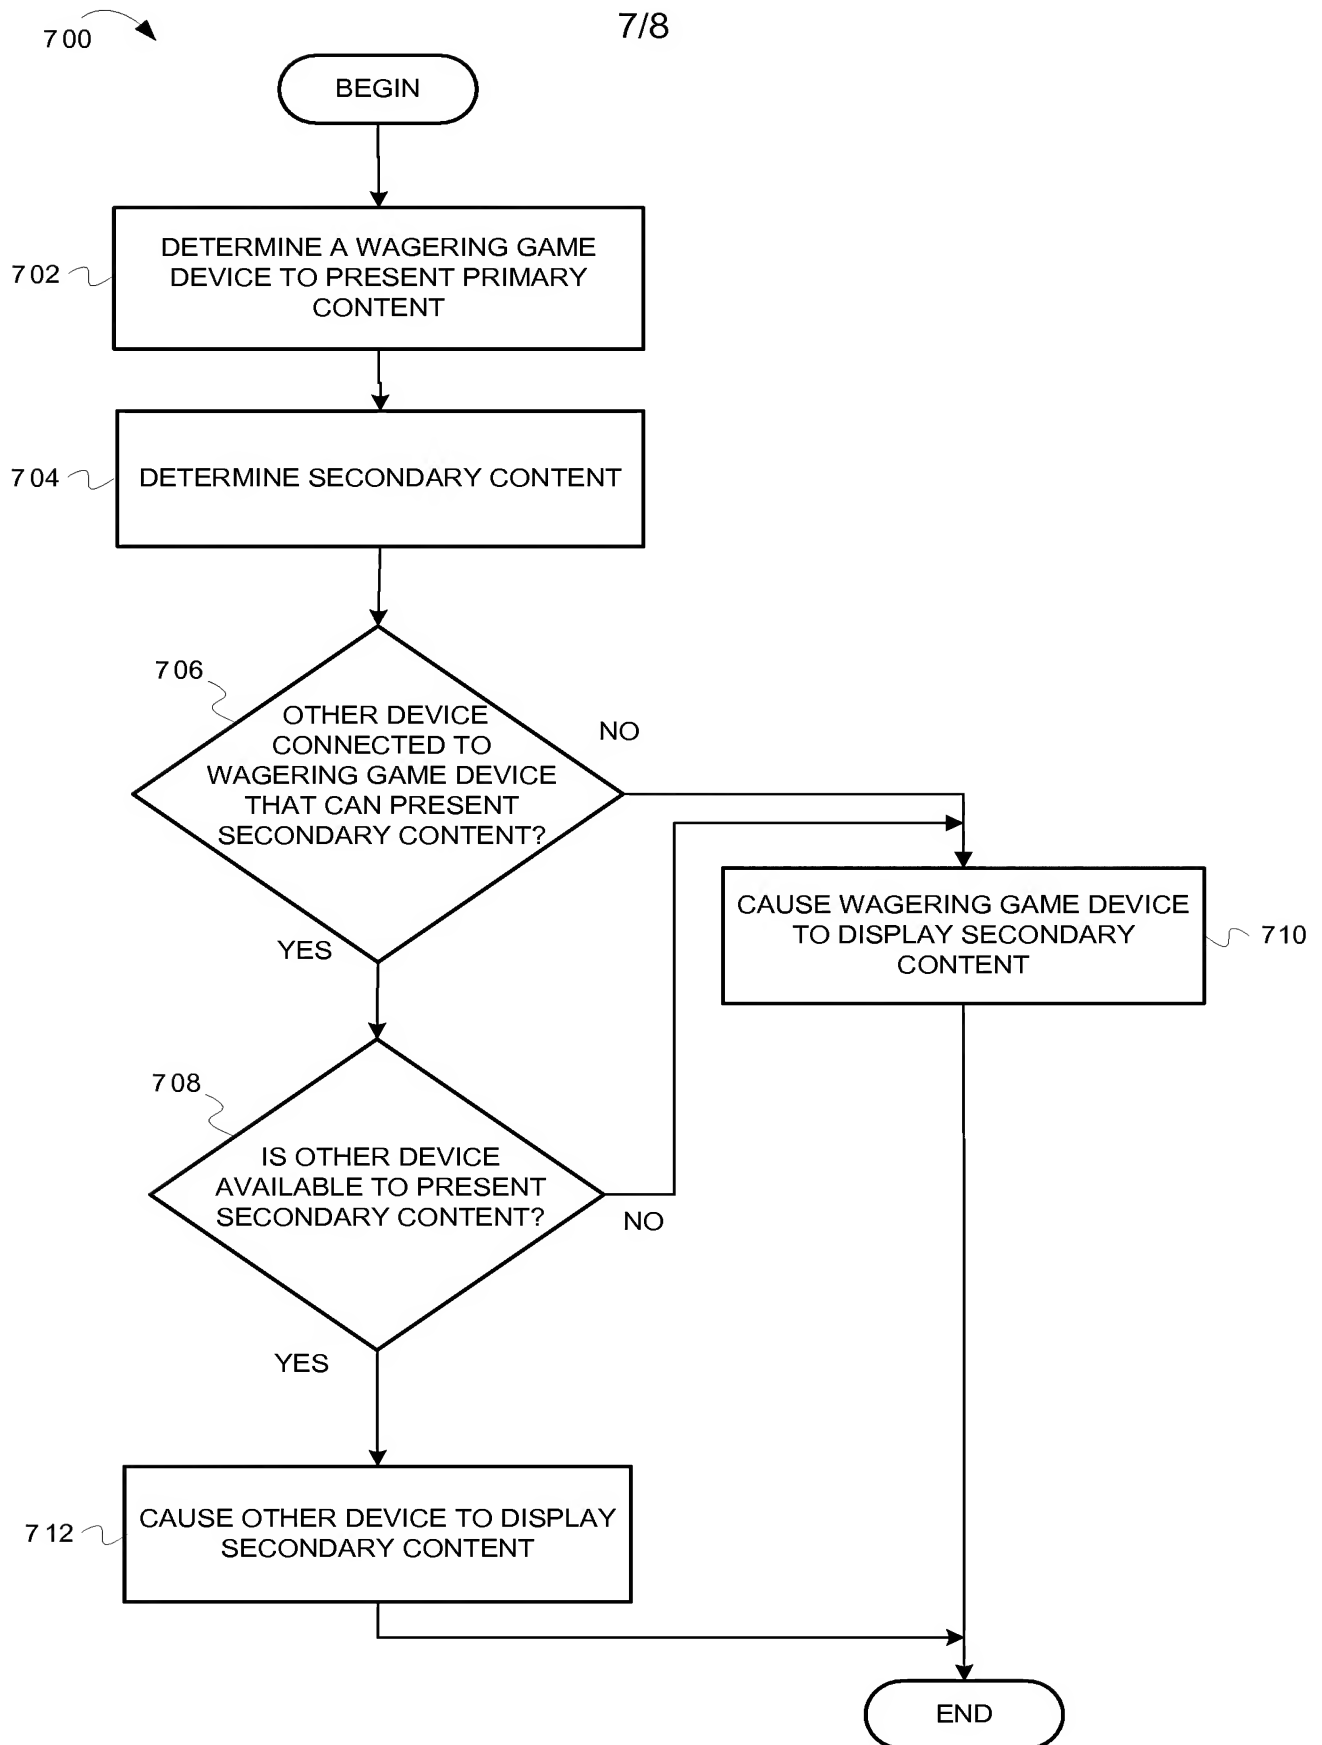 7/8
700
BEGIN
702
DETERMINE A WAGERING GAME
DEVICE TO PRESENT PRIMARY
CONTENT
704
DETERMINE SECONDARY CONTENT
706
OTHER DEVICE
CONNECTED TO
WAGERING GAME DEVICE
THAT CAN PRESENT
SECONDARY CONTENT?
NO
YES
CAUSE WAGERING GAME DEVICE
TO DISPLAY SECONDARY
CONTENT
710
708
IS OTHER DEVICE
AVAILABLE TO PRESENT
SECONDARY CONTENT?
NO
YES
712
CAUSE OTHER DEVICE TO DISPLAY
SECONDARY CONTENT
END